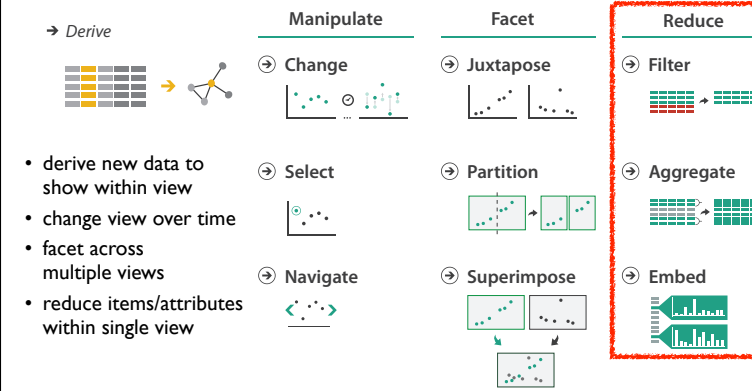 → Derive
• derive new data to
show within view
• change view over time
• facet across
multiple views
• reduce items/attributes
within single view
Manipulate
Change
...
Select
Navigate
Facet
Juxtapose
Partition
Superimpose
Reduce
Filter
Aggregate
Embed